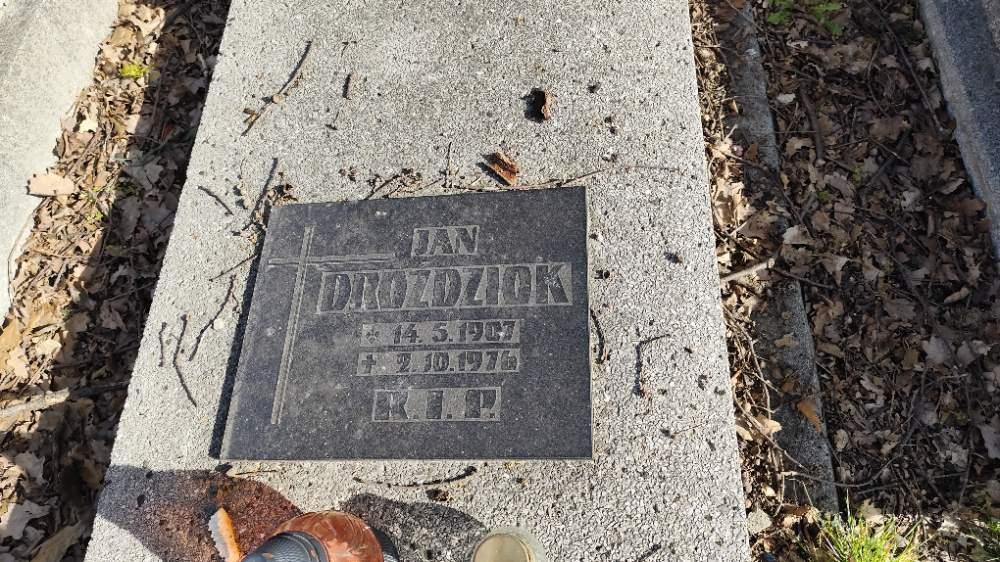 JAN
DROZDZIOK
* 14.5.1907
+ 2.10.1976
R.I.P.